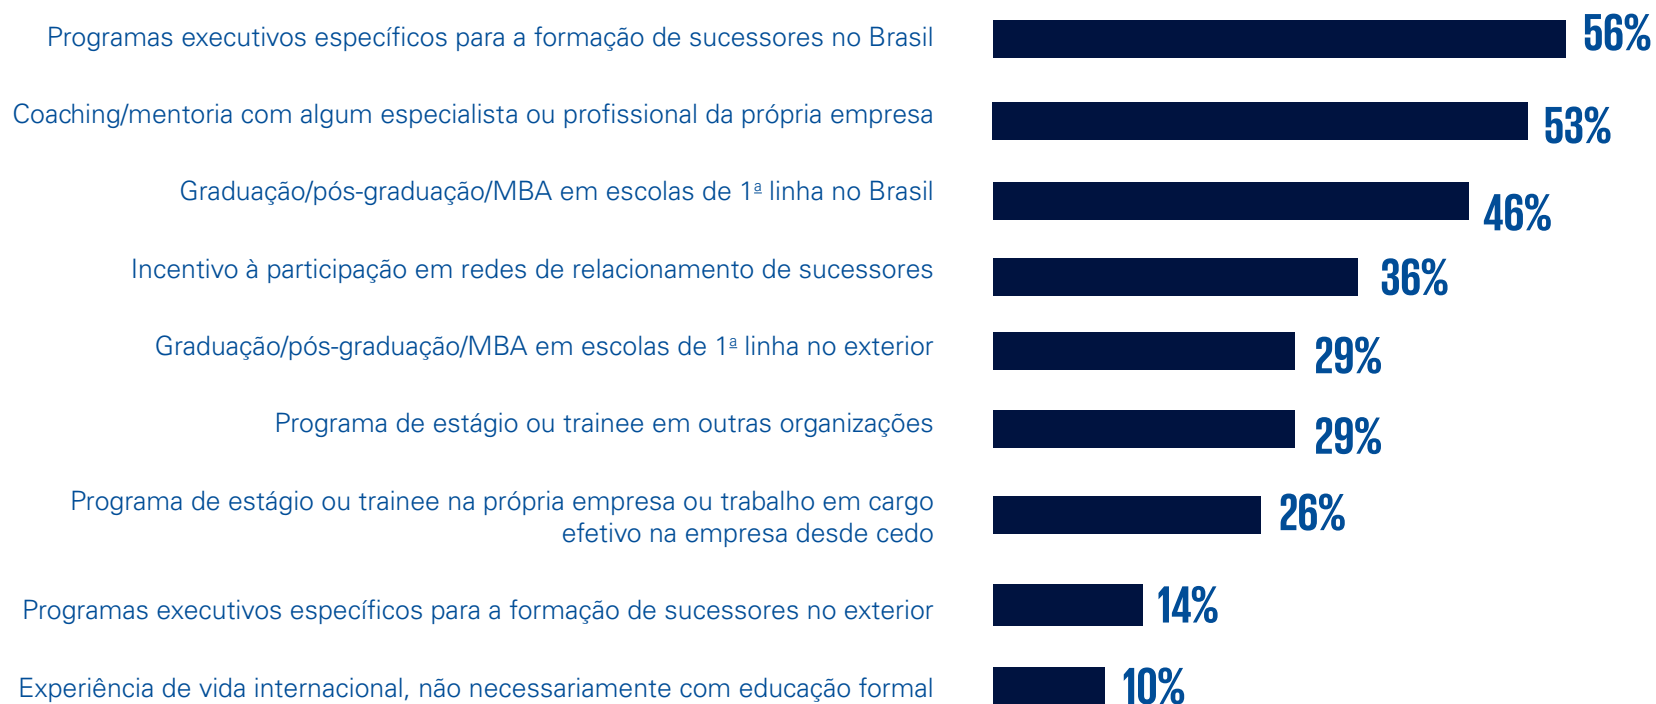 Programas executivos específicos para a formação de sucessores no Brasil 56%
Coaching/mentoria com algum especialista ou profissional da própria empresa 53%
Graduação/pós-graduação/MBA em escolas de 1ª linha no Brasil 46%
Incentivo à participação em redes de relacionamento de sucessores 36%
Graduação/pós-graduação/MBA em escolas de 1ª linha no exterior 29%
Programa de estágio ou trainee em outras organizações 29%
Programa de estágio ou trainee na própria empresa ou trabalho em cargo
efetivo na empresa desde cedo 26%
Programas executivos específicos para a formação de sucessores no exterior 14%
Experiência de vida internacional, não necessariamente com educação formal 10%